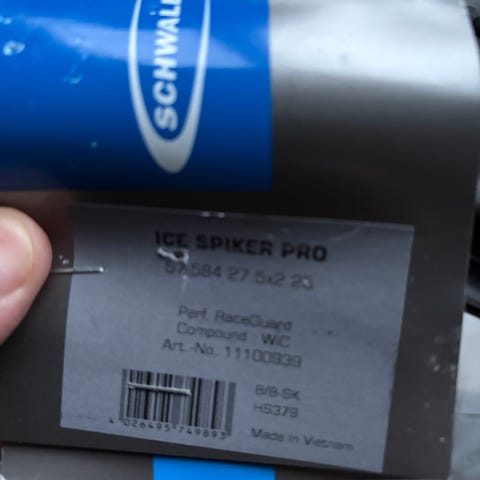 SCHWALB
ICE SPIKER PRO
57-584 27.5x2.25
Perf. RaceGuard
Compound WiC
Art.-No. 11100939
B/B-SK
HS379
4 026495 749893
Made in Vietnam